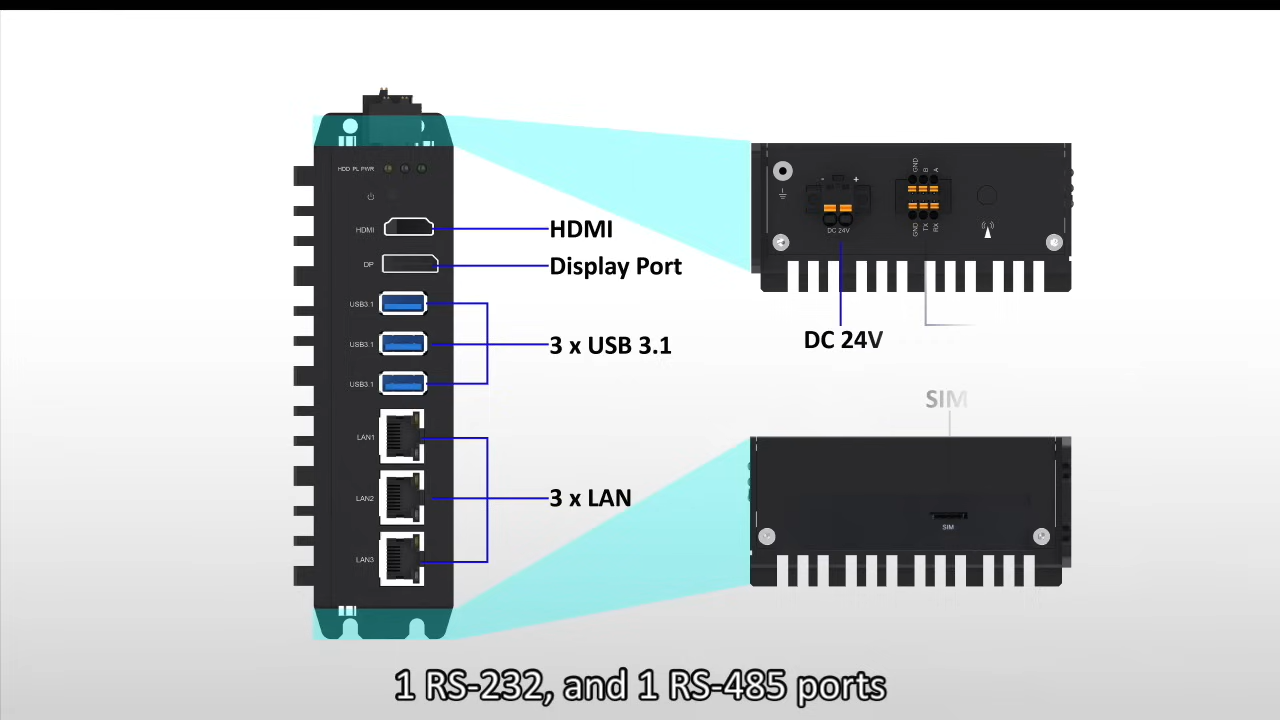 HDD PL PWR
HDMI
HDMI
DP
Display Port
USB3.1
USB3.1
3 x USB 3.1
USB3.1
LAN1
LAN2
3 x LAN
LAN3
GND B A
- +
DC 24V
GND TX RX
DC 24V
SIM
SIM
1 RS-232, and 1 RS-485 ports